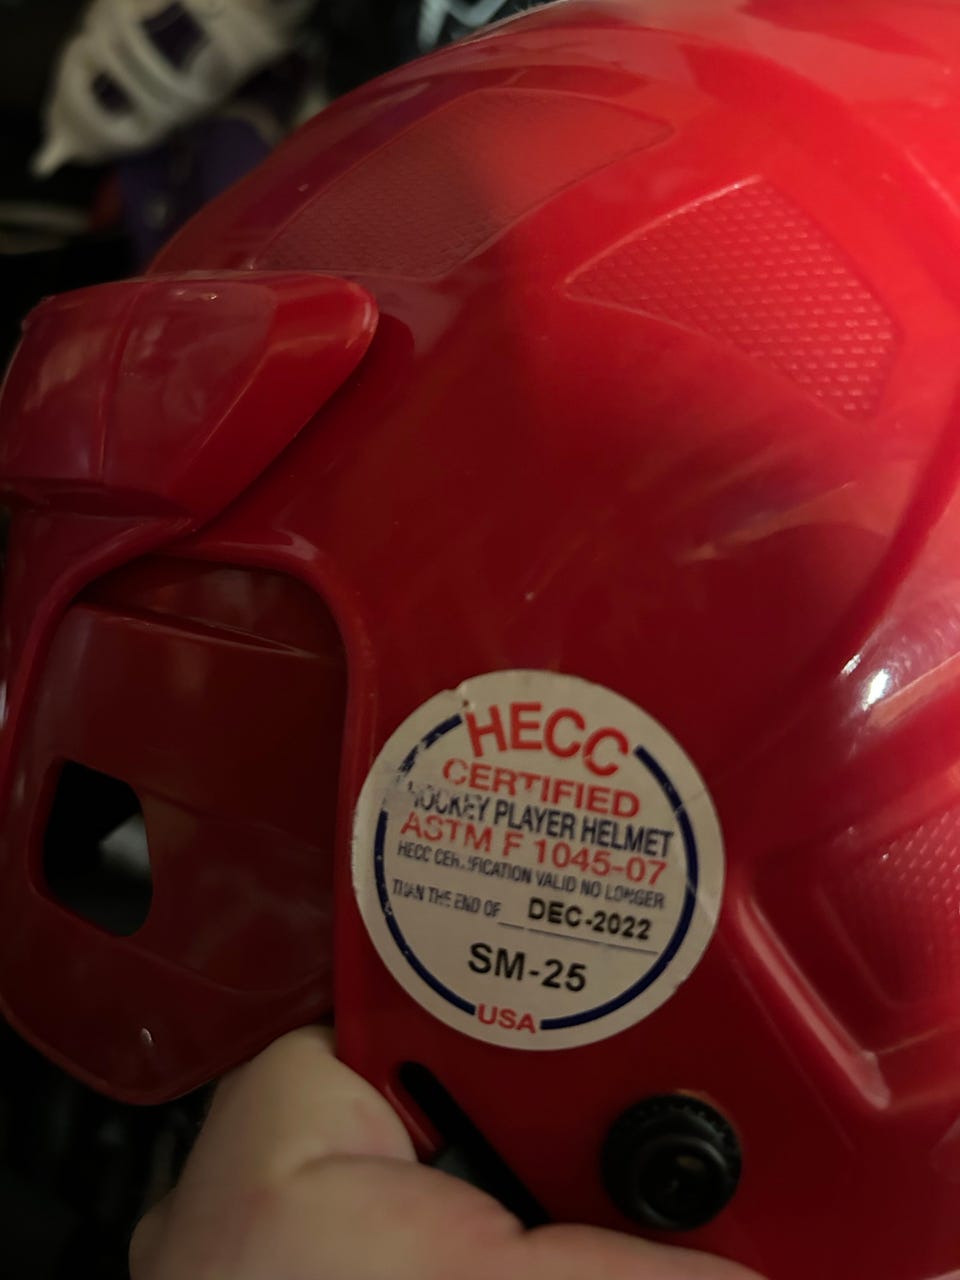 HECC
CERTIFIED
HOCKEY PLAYER HELMET
ASTM F 1045-07
HECC CERTIFICATION VALID NO LONGER
THAN THE END OF DEC-2022
SM-25
USA